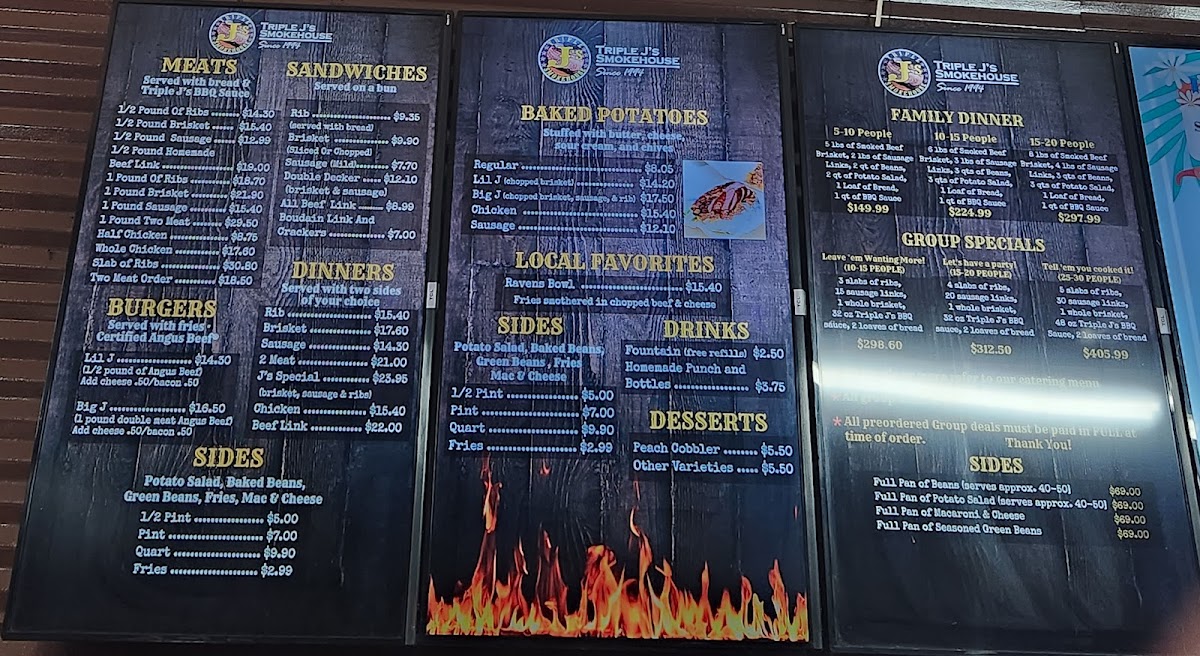 TRIPLE J'S
SMOKEHOUSE
Since 1994
MEATS
Served with bread &
Triple J's BBQ Sauce
1/2 Pound Of Ribs ...... $14.30
1/2 Pound Brisket ...... $15.40
1/2 Pound Sausage ...... $12.99
1/2 Pound Homemade
Beef Link ...... $19.00
1 Pound Of Ribs ...... $18.70
1 Pound Brisket ...... $21.90
1 Pound Sausage ...... $15.40
1 Pound Two Meat ...... $29.50
Half Chicken ...... $8.75
Whole Chicken ...... $17.60
Slab of Ribs ...... $30.80
Two Meat Order ...... $18.50
BURGERS
Served with fries -
Certified Angus Beef
Lil J ...... $14.30
(1/2 pound of Angus Beef)
Add cheese .50/bacon .50
Big J ...... $16.50
(1 pound double meat Angus Beef)
Add cheese .50/bacon .50
SANDWICHES
Served on a bun
Rib ...... $9.35
(served with bread)
Brisket ...... $9.90
(Sliced Or Chopped)
Sausage (Mild) ...... $7.70
Double Decker ...... $12.10
(brisket & sausage)
All Beef Link ...... $8.99
Boudain Link And
Crackers ...... $7.00
DINNERS
Served with two sides
of your choice
Rib ...... $15.40
Brisket ...... $17.60
Sausage ...... $14.30
2 Meat ...... $21.00
J's Special ...... $23.95
(brisket, sausage & ribs)
Chicken ...... $15.40
Beef Link ...... $22.00
SIDES
Potato Salad, Baked Beans,
Green Beans, Fries, Mac & Cheese
1/2 Pint ...... $5.00
Pint ...... $7.00
Quart ...... $9.90
Fries ...... $2.99
J's
TRIPLE J'S
SMOKEHOUSE
Since 1994
BAKED POTATOES
Stuffed with butter, cheese,
sour cream, and chives
Regular ...... $8.05
Lil J (chopped brisket) ...... $14.20
Big J (chopped brisket, sausage, & rib) $17.50
Chicken ...... $15.40
Sausage ...... $12.10
LOCAL FAVORITES
Ravens Bowl ...... $15.40
Fries smothered in chopped beef & cheese
SIDES
Potato Salad, Baked Beans,
Green Beans , Fries
Mac & Cheese
1/2 Pint ...... $5.00
Pint ...... $7.00
Quart ...... $9.90
Fries ...... $2.99
DRINKS
Fountain (free refills) $2.50
Homemade Punch and
Bottles ...... $3.75
DESSERTS
Peach Cobbler ...... $5.50
Other Varieties ...... $5.50
J's
TRIPLE J'S
SMOKEHOUSE
Since 1994
FAMILY DINNER
5-10 People
5 lbs of Smoked Beef
Brisket, 2 lbs of Sausage
Links, 2 qt of Beans,
2 qt of Potato Salad,
1 Loaf of Bread,
1 qt of BBQ Sauce
$149.99
10-15 People
6 lbs of Smoked Beef
Brisket, 3 lbs of Sausage
Links, 3 qts of Beans,
3 qts of Potato Salad,
1 Loaf of Bread,
1 qt of BBQ Sauce
$224.99
15-20 People
8 lbs of Smoked Beef
Brisket, 4 lbs of Sausage
Links, 3 qts of Beans,
3 qts of Potato Salad,
1 Loaf of Bread,
1 qt of BBQ Sauce
$297.99
GROUP SPECIALS
Leave 'em Wanting More!
(10-15 PEOPLE)
3 slabs of ribs,
15 sausage links,
1 whole brisket,
32 oz Triple J's BBQ
sauce, 2 loaves of bread
$298.60
Let's have a party!
(15-20 PEOPLE)
4 slabs of ribs,
20 sausage links,
1 whole brisket,
32 oz Triple J's BBQ
sauce, 2 loaves of bread
$312.50
Tell 'em you cooked it!
(25-30 PEOPLE)
5 slabs of ribs,
30 sausage links,
1 whole brisket,
48 oz Triple J's BBQ
Sauce, 2 loaves of bread
$405.99
to our catering menu
* All
* All preordered Group deals must be paid in FULL at
time of order. Thank You!
SIDES
Full Pan of Beans (serves approx. 40-50) $69.00
Full Pan of Potato Salad (serves approx. 40-50) $69.00
Full Pan of Macaroni & Cheese $69.00
Full Pan of Seasoned Green Beans $69.00